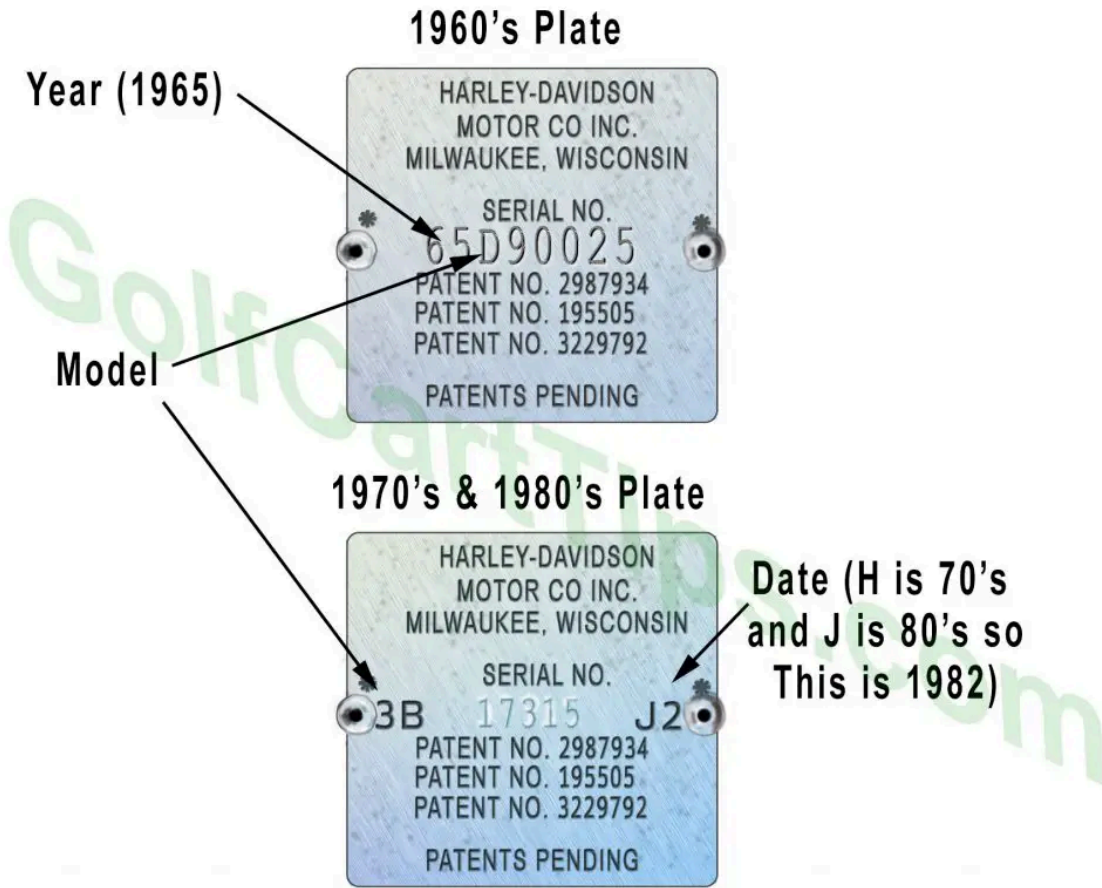 1960's Plate
Year (1965)
HARLEY-DAVIDSON
MOTOR CO INC.
MILWAUKEE, WISCONSIN
SERIAL NO.
65D90025
PATENT NO. 2987934
PATENT NO. 195505
PATENT NO. 3229792
PATENTS PENDING
Model
1970's & 1980's Plate
HARLEY-DAVIDSON
MOTOR CO INC.
MILWAUKEE, WISCONSIN
SERIAL NO.
3B 17315 J2
PATENT NO. 2987934
PATENT NO. 195505
PATENT NO. 3229792
PATENTS PENDING
Date (H is 70's
and J is 80's so
This is 1982)
GolfCartTips.com